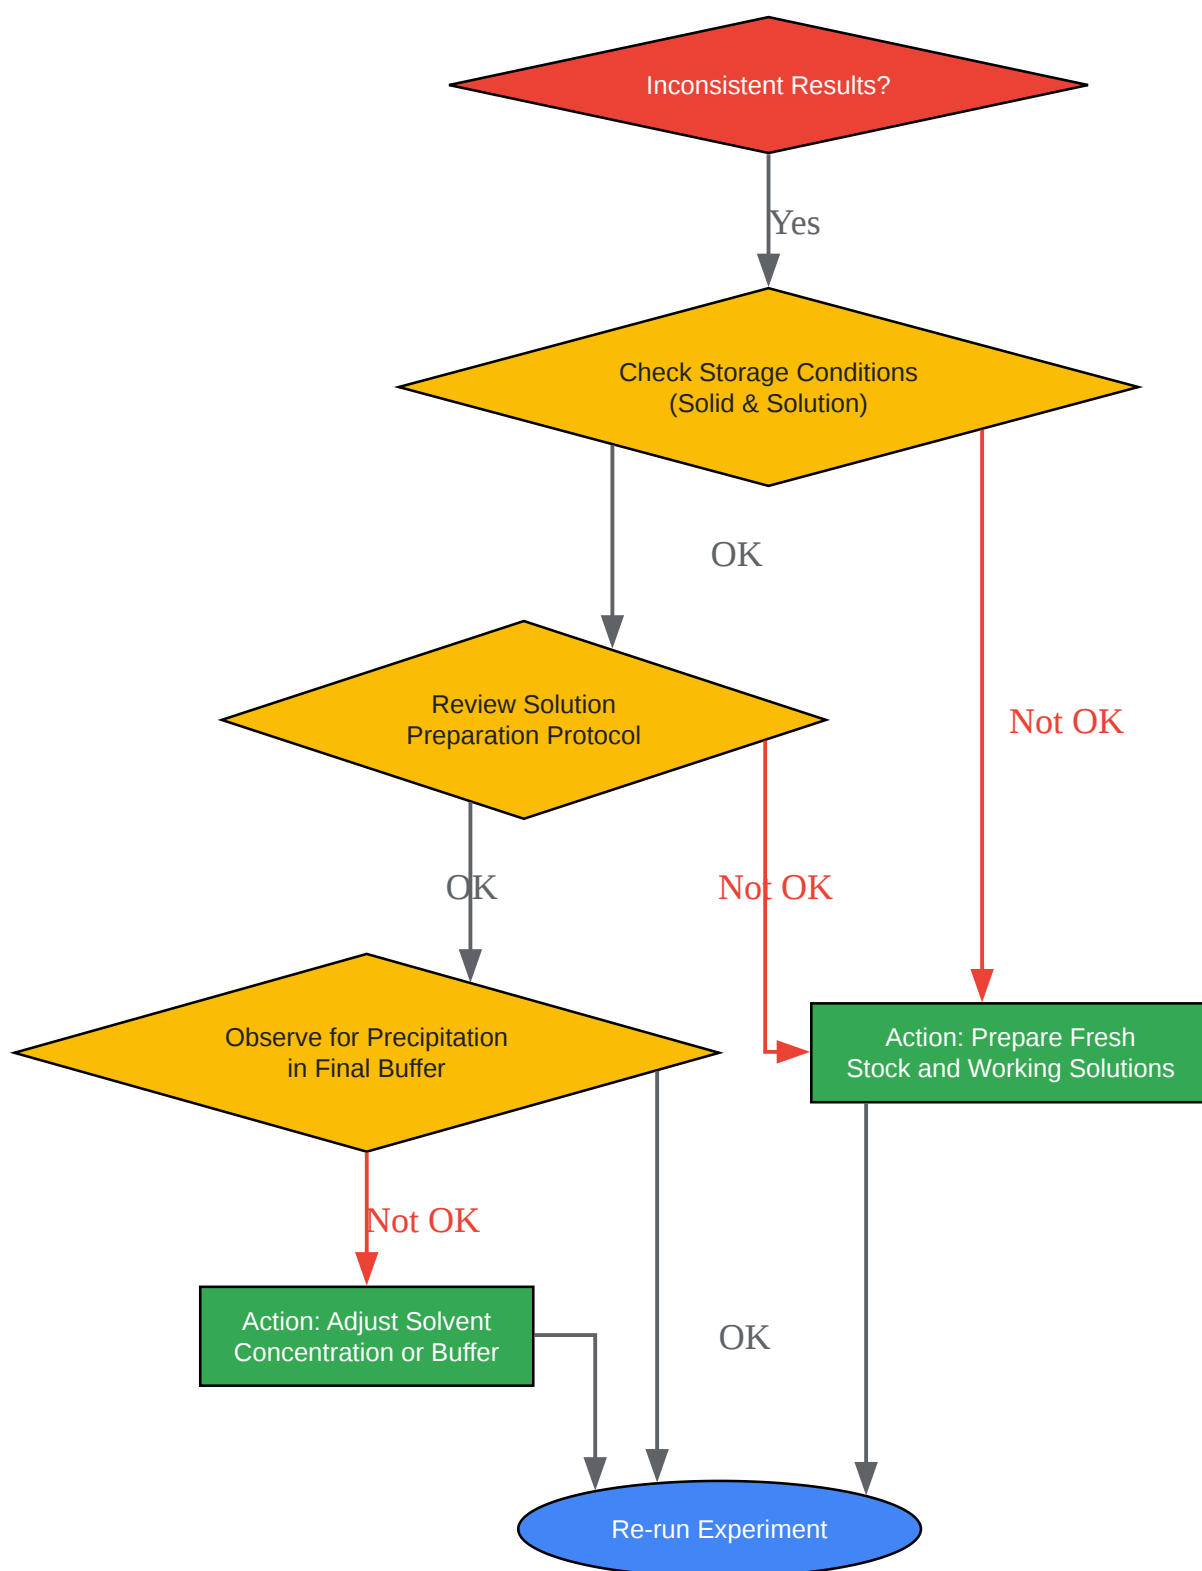 Inconsistent Results?
Yes
Check Storage Conditions
(Solid & Solution)
OK
Review Solution
Preparation Protocol
Not OK
OK
Not OK
Observe for Precipitation
in Final Buffer
Action: Prepare Fresh
Stock and Working Solutions
Not OK
Action: Adjust Solvent
Concentration or Buffer
OK
Re-run Experiment